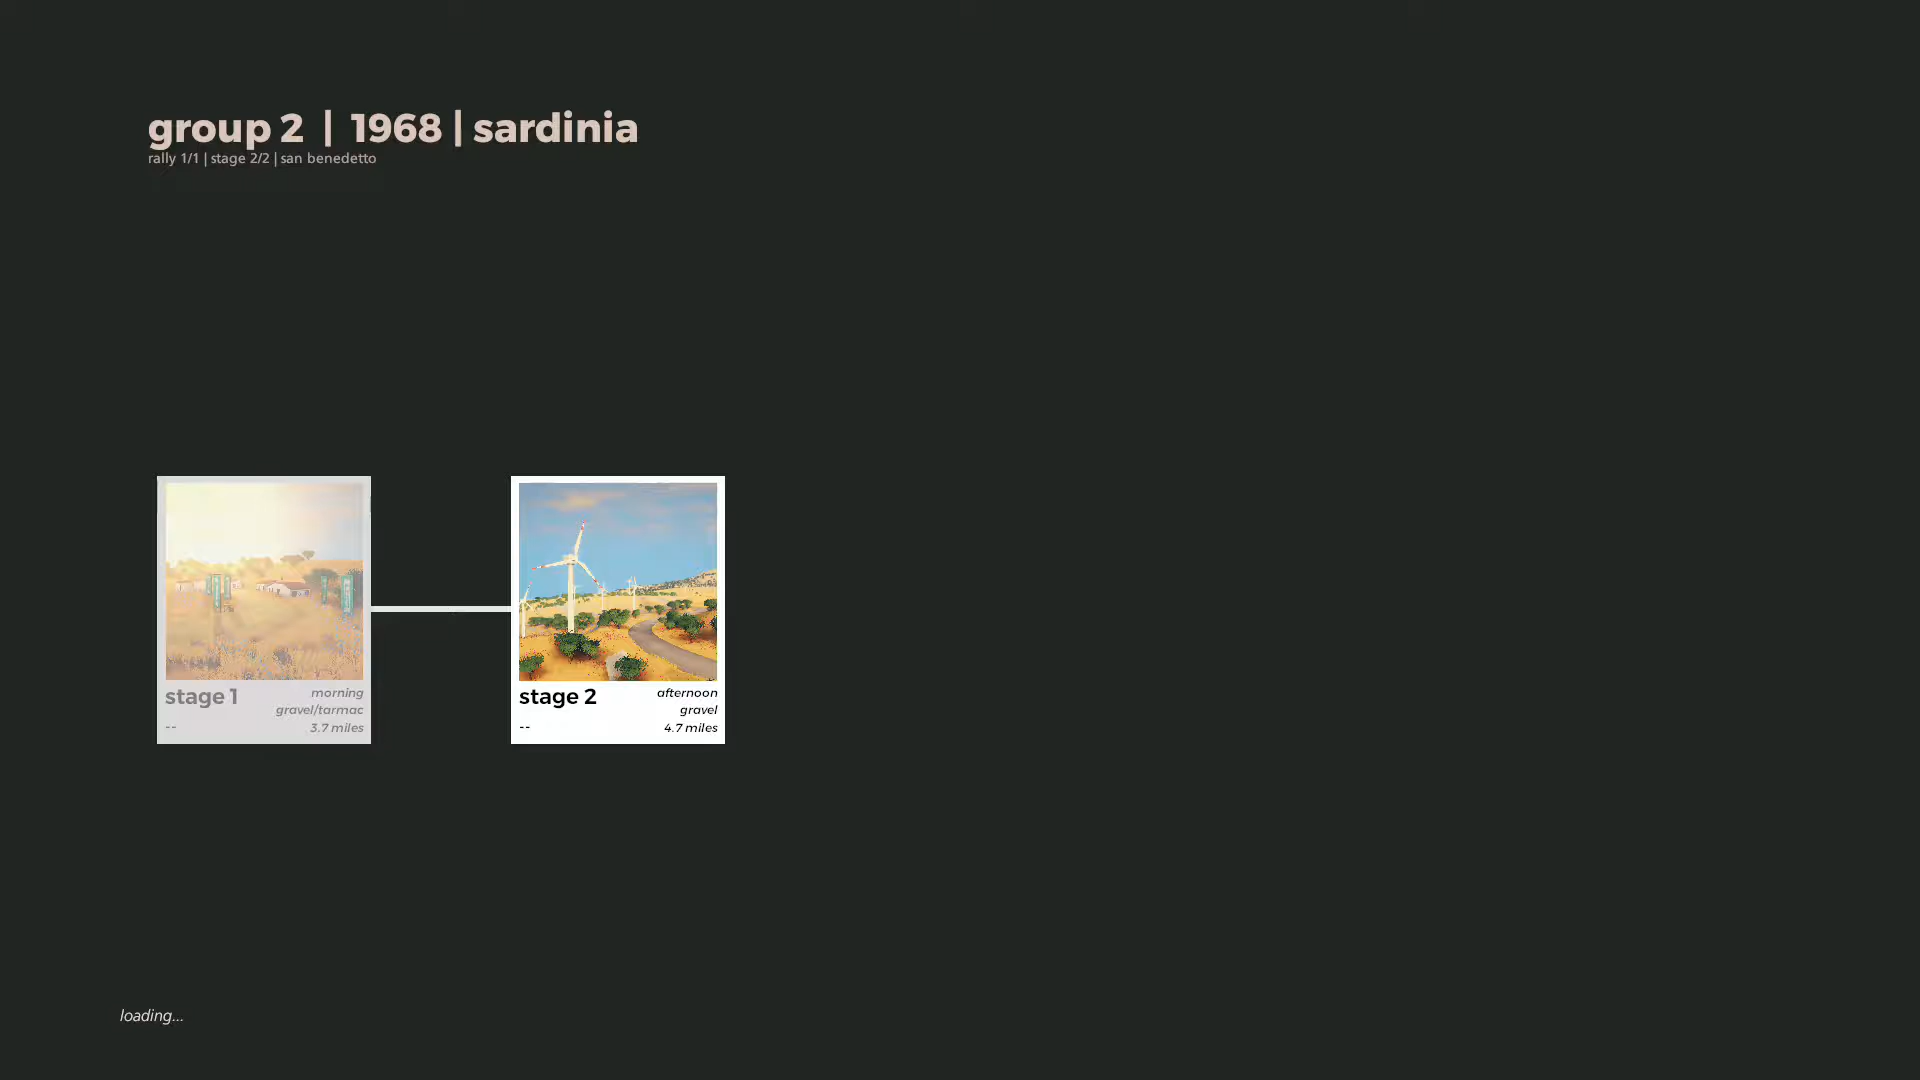 group 2 | 1968 | sardinia
rally 1/1 | stage 2/2 | san benedetto
stage 1
morning
gravel/tarmac
--
3.7 miles
stage 2
afternoon
gravel
--
4.7 miles
loading...